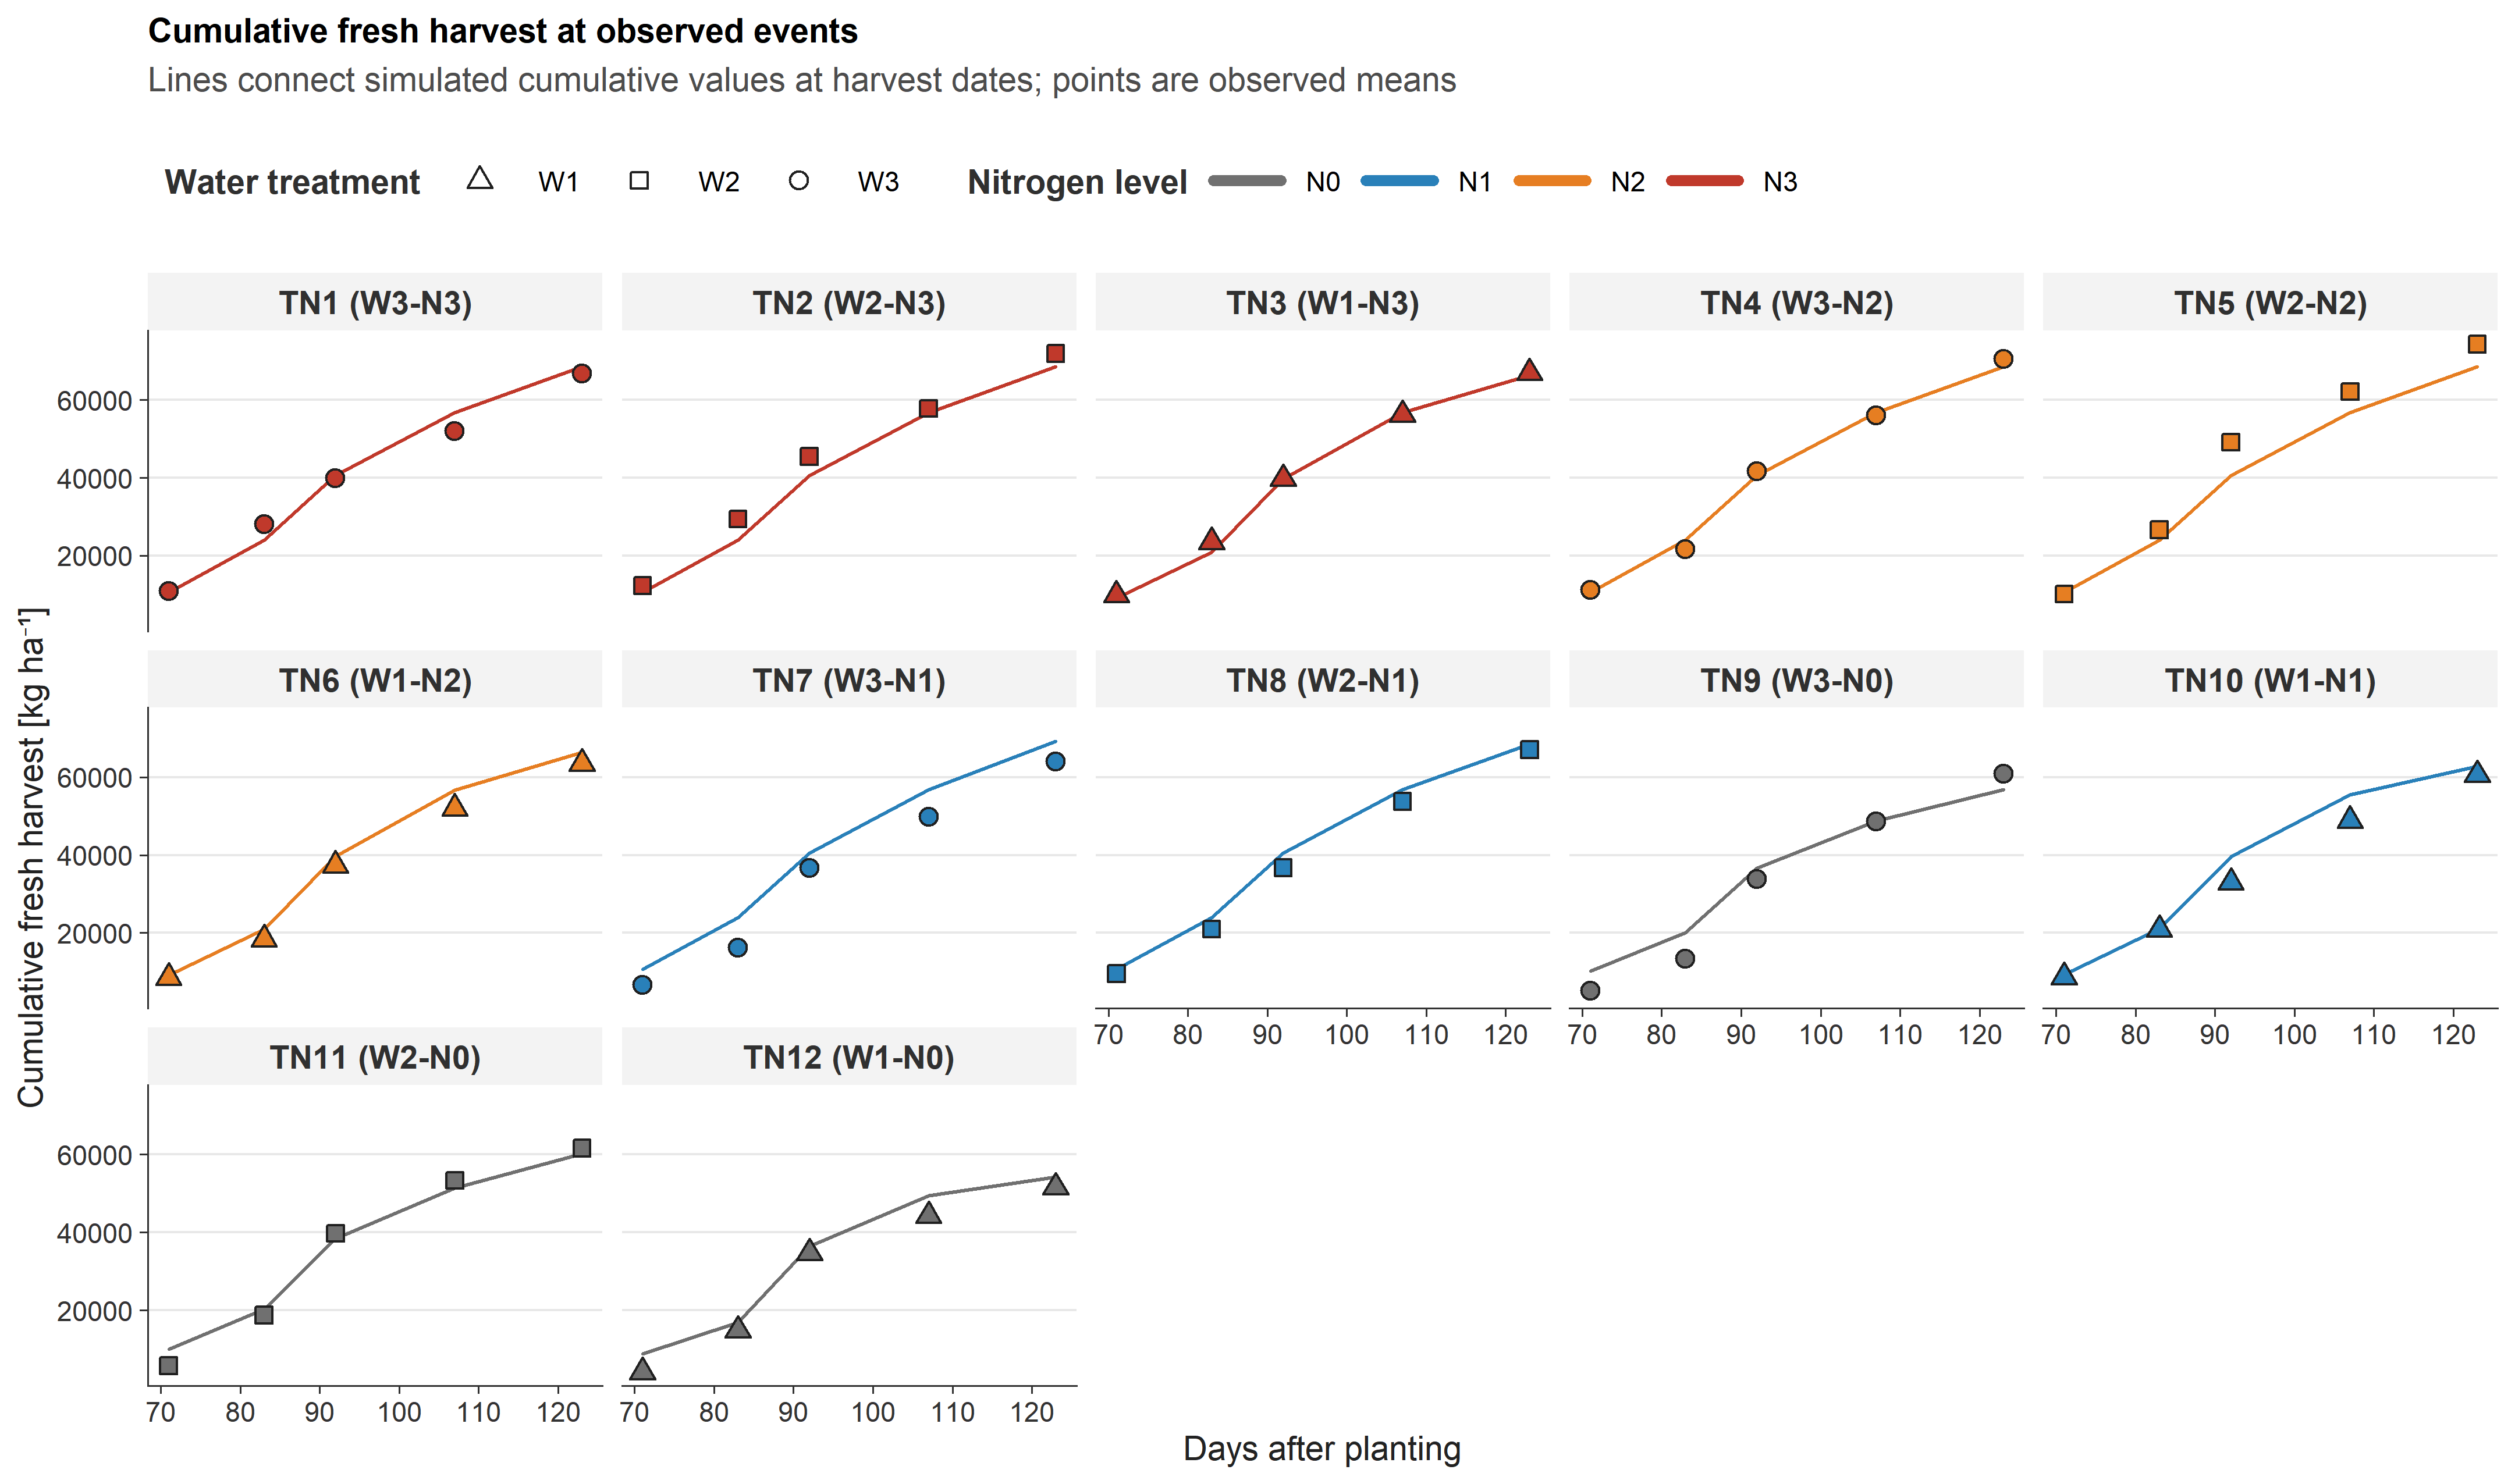 Cumulative fresh harvest at observed events
Lines connect simulated cumulative values at harvest dates; points are observed means
Water treatment W1 W2 W3 Nitrogen level N0 N1 N2 N3
TN1 (W3-N3) TN2 (W2-N3) TN3 (W1-N3) TN4 (W3-N2) TN5 (W2-N2)
60000
40000
20000
TN6 (W1-N2) TN7 (W3-N1) TN8 (W2-N1) TN9 (W3-N0) TN10 (W1-N1)
60000
40000
20000
70 80 90 100 110 120 70 80 90 100 110 120 70 80 90 100 110 120
TN11 (W2-N0) TN12 (W1-N0)
60000
40000
20000
70 80 90 100 110 120 70 80 90 100 110 120
Cumulative fresh harvest [kg ha⁻¹]
Days after planting